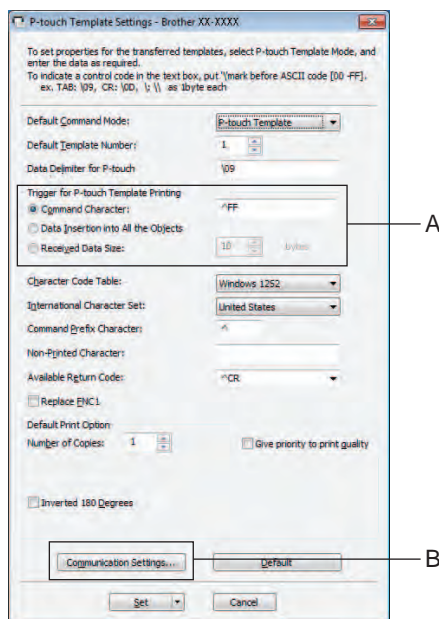 P-touch Template Settings - Brother XX-XXXX
To set properties for the transferred templates, select P-touch Template Mode, and
enter the data as required.
To indicate a control code in the text box, put '\'mark before ASCII code [00 -FF].
ex. TAB: \09, CR: \0D, \: \\ as 1byte each
Default Command Mode: P-touch Template
Default Template Number: 1
Data Delimiter for P-touch \09
Trigger for P-touch Template Printing
Command Character: ^FF
A
Data Insertion into All the Objects
Received Data Size: 10 bytes
Character Code Table: Windows 1252
International Character Set: United States
Command Prefix Character: ^
Non-Printed Character:
Available Return Code: ^CR
Replace FNC1
Default Print Option
Number of Copies: 1 Give priority to print quality
Inverted 180 Degrees
Communication Settings... Default
B
Set Cancel